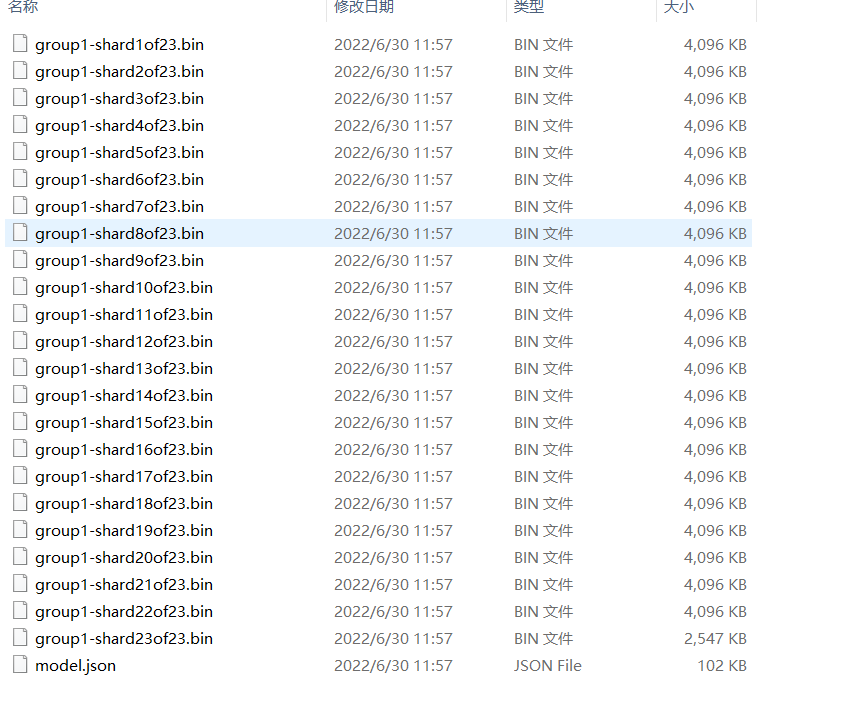 名称 修改日期 类型 大小
group1-shard1of23.bin 2022/6/30 11:57 BIN 文件 4,096 KB
group1-shard2of23.bin 2022/6/30 11:57 BIN 文件 4,096 KB
group1-shard3of23.bin 2022/6/30 11:57 BIN 文件 4,096 KB
group1-shard4of23.bin 2022/6/30 11:57 BIN 文件 4,096 KB
group1-shard5of23.bin 2022/6/30 11:57 BIN 文件 4,096 KB
group1-shard6of23.bin 2022/6/30 11:57 BIN 文件 4,096 KB
group1-shard7of23.bin 2022/6/30 11:57 BIN 文件 4,096 KB
group1-shard8of23.bin 2022/6/30 11:57 BIN 文件 4,096 KB
group1-shard9of23.bin 2022/6/30 11:57 BIN 文件 4,096 KB
group1-shard10of23.bin 2022/6/30 11:57 BIN 文件 4,096 KB
group1-shard11of23.bin 2022/6/30 11:57 BIN 文件 4,096 KB
group1-shard12of23.bin 2022/6/30 11:57 BIN 文件 4,096 KB
group1-shard13of23.bin 2022/6/30 11:57 BIN 文件 4,096 KB
group1-shard14of23.bin 2022/6/30 11:57 BIN 文件 4,096 KB
group1-shard15of23.bin 2022/6/30 11:57 BIN 文件 4,096 KB
group1-shard16of23.bin 2022/6/30 11:57 BIN 文件 4,096 KB
group1-shard17of23.bin 2022/6/30 11:57 BIN 文件 4,096 KB
group1-shard18of23.bin 2022/6/30 11:57 BIN 文件 4,096 KB
group1-shard19of23.bin 2022/6/30 11:57 BIN 文件 4,096 KB
group1-shard20of23.bin 2022/6/30 11:57 BIN 文件 4,096 KB
group1-shard21of23.bin 2022/6/30 11:57 BIN 文件 4,096 KB
group1-shard22of23.bin 2022/6/30 11:57 BIN 文件 4,096 KB
group1-shard23of23.bin 2022/6/30 11:57 BIN 文件 2,547 KB
model.json 2022/6/30 11:57 JSON File 102 KB